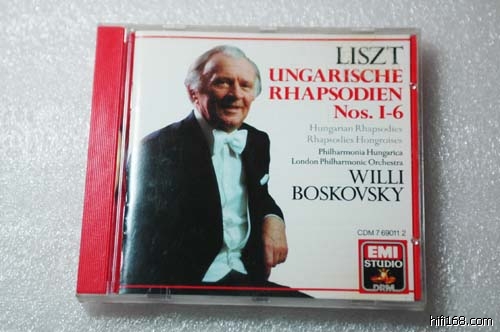 LISZT
UNGARISCHE
RHAPSODIEN
Nos. 1-6
Hungarian Rhapsodies
Rhapsodies Hongroises
Philharmonia Hungarica
London Philharmonic Orchestra
WILLI
BOSKOVSKY
CDM 7 69011 2
EMI
STUDIO
DRM
hifi168.com